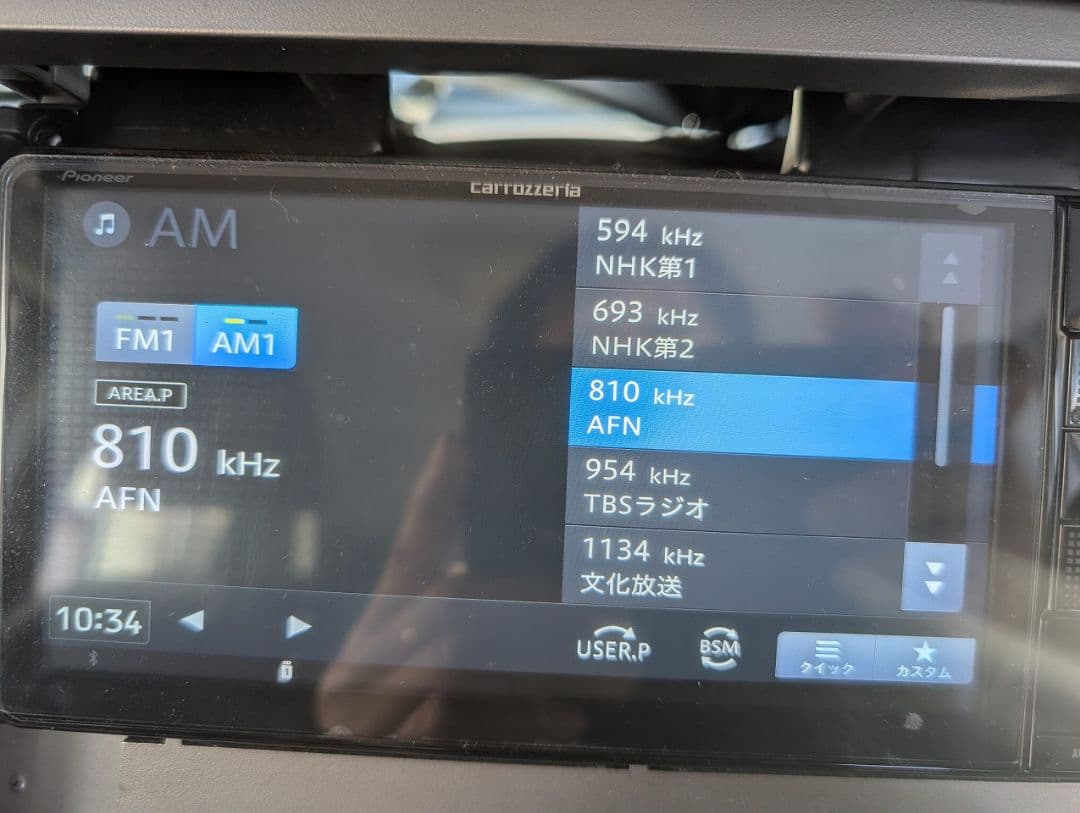 Pioneer
carrozzeria
AM
FM1
AM1
AREA.P
810 kHz
AFN
594 kHz
NHK第1
693 kHz
NHK第2
810 kHz
AFN
954 kHz
TBSラジオ
1134 kHz
文化放送
10:34
1
USER.P
BSM
クイック
カスタム